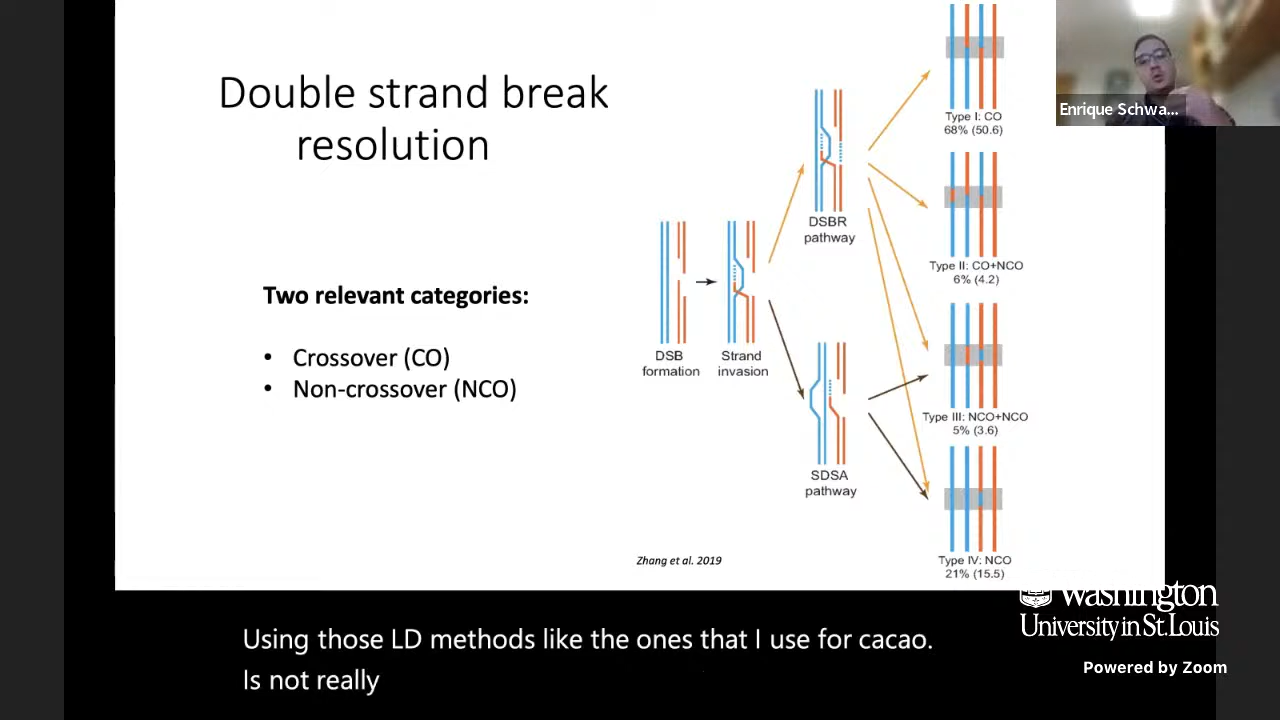 Double strand break
resolution
Two relevant categories:
• Crossover (CO)
• Non-crossover (NCO)
DSB
formation
Strand
invasion
DSBR
pathway
SDSA
pathway
Type I: CO
68% (50.6)
Type II: CO+NCO
6% (4.2)
Type III: NCO+NCO
5% (3.6)
Type IV: NCO
21% (15.5)
Zhang et al. 2019
Enrique Schwa...
Washington
University in St. Louis
Powered by Zoom
Using those LD methods like the ones that I use for cacao.
Is not really